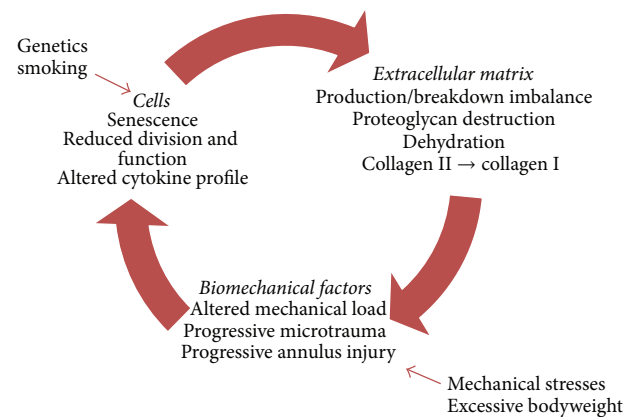 Genetics
smoking
Cells
Senescence
Reduced division and
function
Altered cytokine profile
Extracellular matrix
Production/breakdown imbalance
Proteoglycan destruction
Dehydration
Collagen II → collagen I
Biomechanical factors
Altered mechanical load
Progressive microtrauma
Progressive annulus injury
Mechanical stresses
Excessive bodyweight